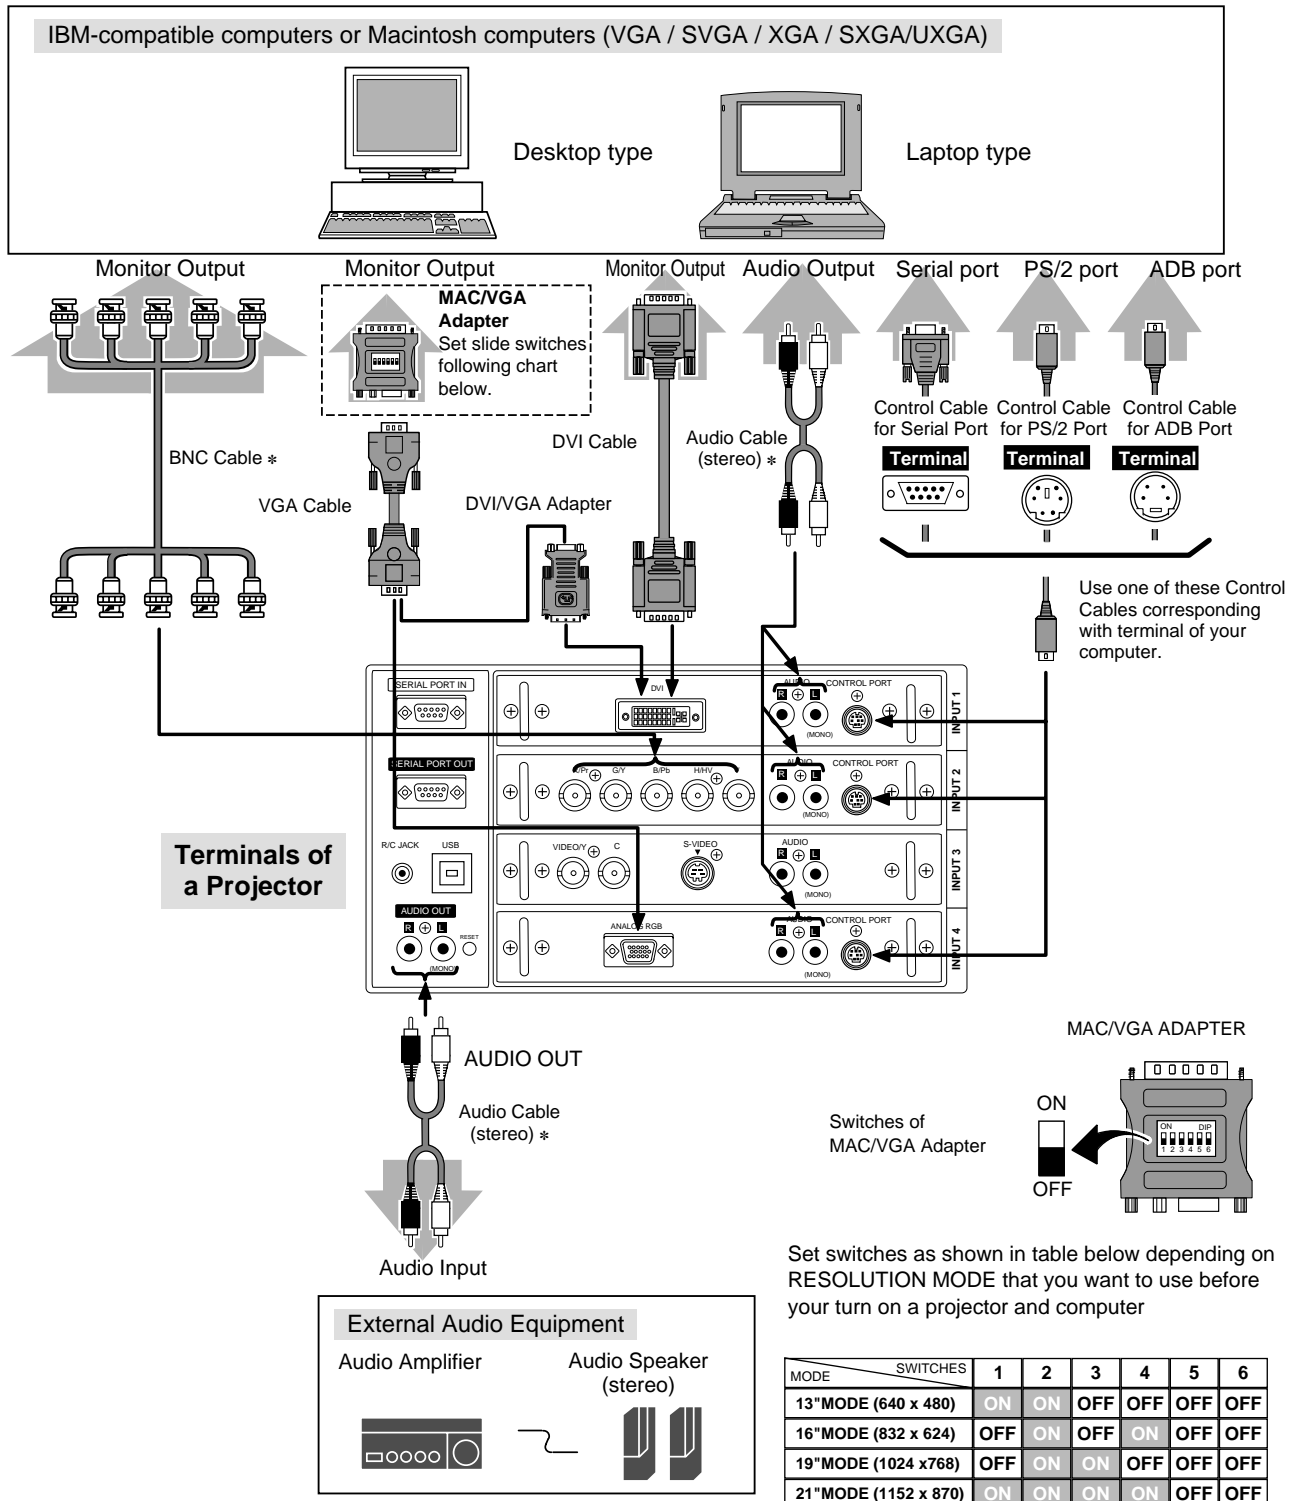 IBM-compatible computers or Macintosh computers (VGA / SVGA / XGA / SXGA/UXGA)
Desktop type
Laptop type
Monitor Output
Monitor Output
Monitor Output
Audio Output
Serial port
PS/2 port
ADB port
MAC/VGA
Adapter
Set slide switches
following chart
below.
BNC Cable *
VGA Cable
DVI/VGA Adapter
DVI Cable
Audio Cable
(stereo) *
Control Cable
for Serial Port
Control Cable
for PS/2 Port
Control Cable
for ADB Port
Terminal
Terminal
Terminal
Use one of these Control
Cables corresponding
with terminal of your
computer.
Terminals of
a Projector
SERIAL PORT IN
SERIAL PORT OUT
R/C JACK
USB
AUDIO OUT
R
L
RESET
(MONO)
DVI
AUDIO
R
L
(MONO)
CONTROL PORT
INPUT 1
G/Y
B/Pb
H/HV
AUDIO
R
L
(MONO)
CONTROL PORT
INPUT 2
VIDEO/Y
C
S-VIDEO
AUDIO
R
L
(MONO)
INPUT 3
ANALOG RGB
AUDIO
R
L
(MONO)
CONTROL PORT
INPUT 4
AUDIO OUT
Audio Cable
(stereo) *
Audio Input
External Audio Equipment
Audio Amplifier
Audio Speaker
(stereo)
MAC/VGA ADAPTER
Switches of
MAC/VGA Adapter
ON
OFF
ON DIP
1 2 3 4 5 6
Set switches as shown in table below depending on
RESOLUTION MODE that you want to use before
your turn on a projector and computer
MODE SWITCHES 1 2 3 4 5 6
13"MODE (640 x 480) ON ON OFF OFF OFF OFF
16"MODE (832 x 624) OFF ON OFF ON OFF OFF
19"MODE (1024 x768) OFF ON ON OFF OFF OFF
21"MODE (1152 x 870) ON ON ON ON OFF OFF